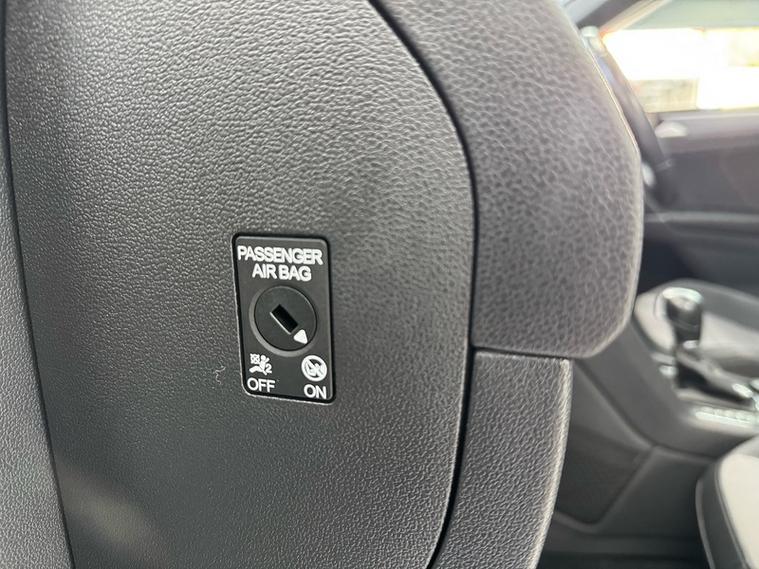 PASSENGER
AIR BAG
OFF ON